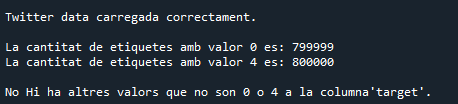 Twitter data carregada correctament.
La cantitat de etiquetes amb valor 0 es: 799999
La cantitat de etiquetes amb valor 4 es: 800000
No Hi ha altres valors que no son 0 o 4 a la columna'target'.